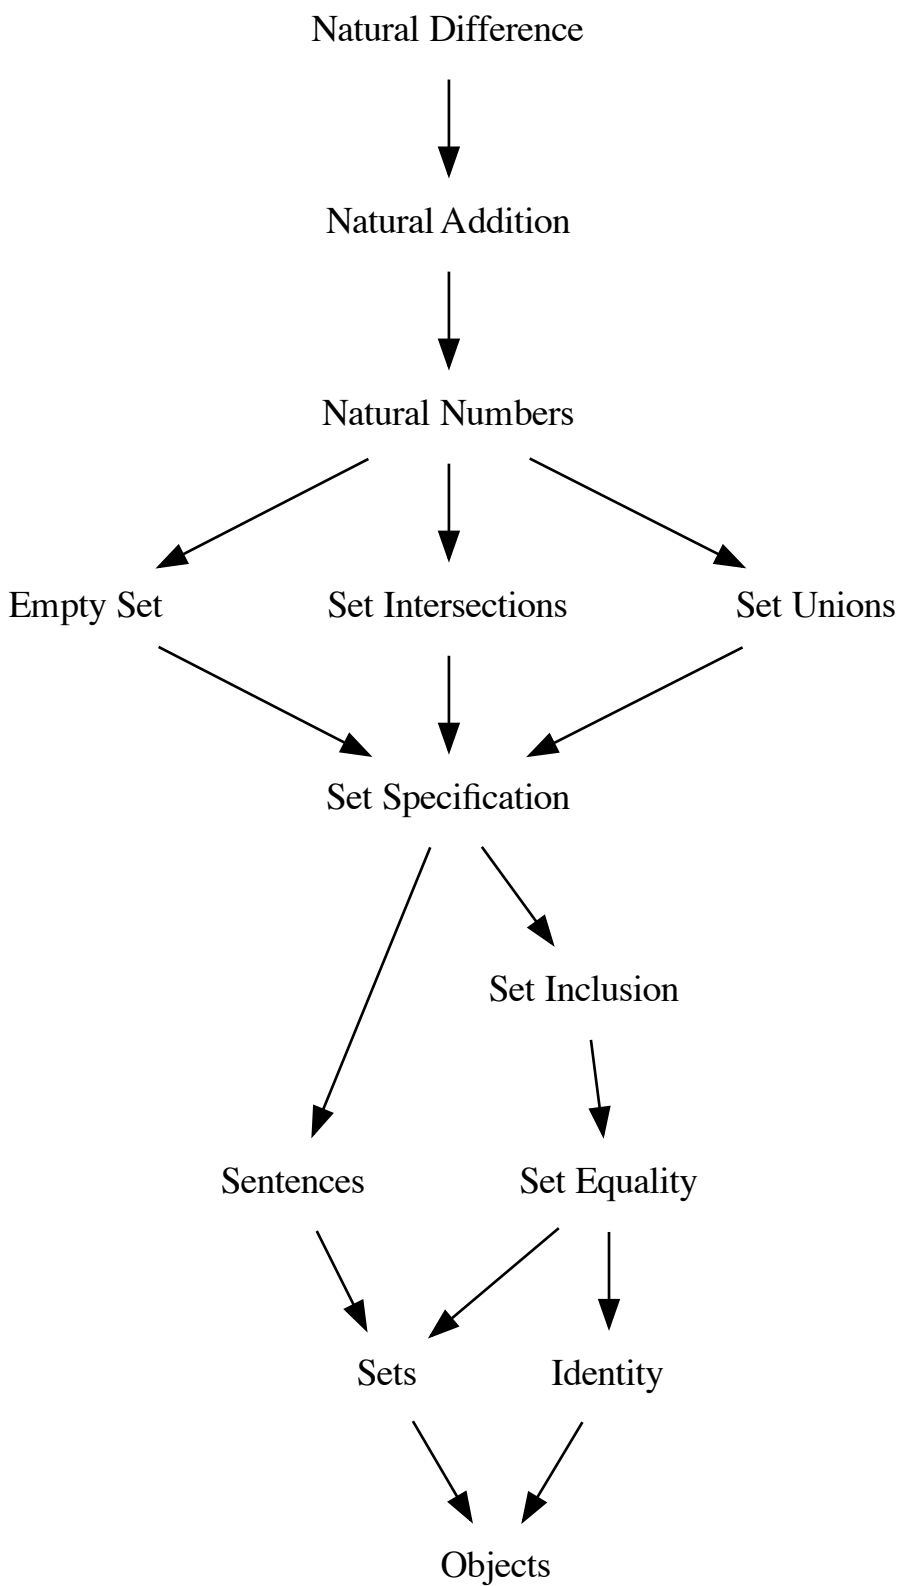 Natural Difference
Natural Addition
Natural Numbers
Empty Set
Set Intersections
Set Unions
Set Specification
Set Inclusion
Sentences
Set Equality
Sets
Identity
Objects